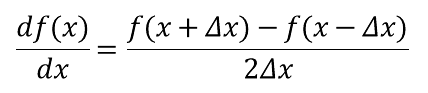 df(x)/dx = (f(x + Δx) − f(x − Δx))/(2Δx)